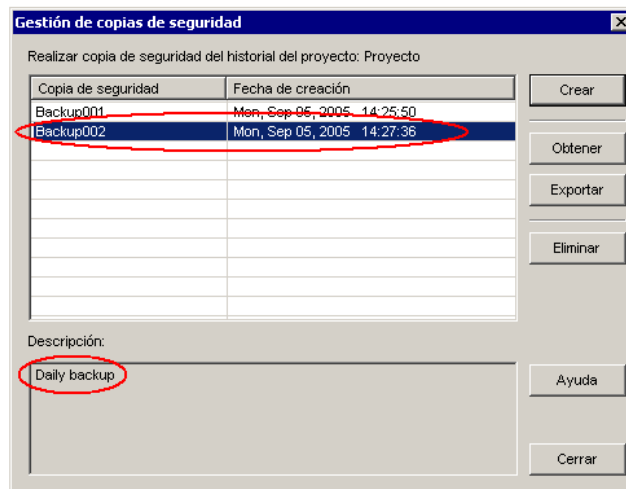 Gestión de copias de seguridad
Realizar copia de seguridad del historial del proyecto: Proyecto
Copia de seguridad Fecha de creación
Backup001 Mon, Sep 05, 2005 14:25:50
Backup002 Mon, Sep 05, 2005 14:27:36
Crear
Obtener
Exportar
Eliminar
Descripción:
Daily backup
Ayuda
Cerrar